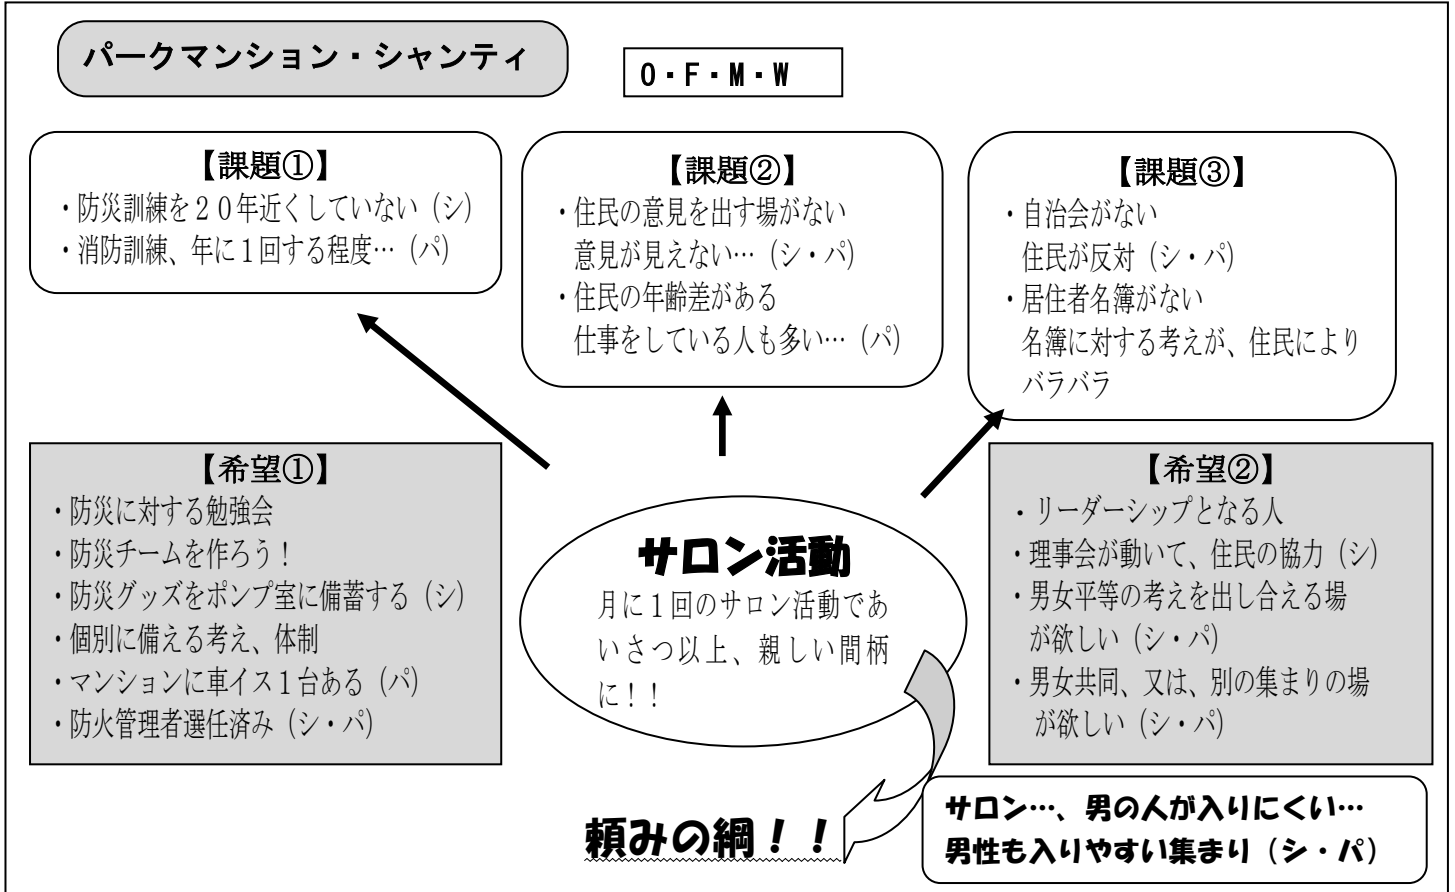 パークマンション・シャンティ
O・F・M・W
【課題①】
・防災訓練を２０年近くしていない（シ）
・消防訓練、年に１回する程度…（パ）
【課題②】
・住民の意見を出す場がない
意見が見えない…（シ・パ）
・住民の年齢差がある
仕事をしている人も多い…（パ）
【課題③】
・自治会がない
住民が反対（シ・パ）
・居住者名簿がない
名簿に対する考えが、住民により
バラバラ
【希望①】
・防災に対する勉強会
・防災チームを作ろう！
・防災グッズをポンプ室に備蓄する（シ）
・個別に備える考え、体制
・マンションに車イス１台ある（パ）
・防火管理者選任済み（シ・パ）
サロン活動
月に１回のサロン活動であ
いさつ以上、親しい間柄
に！！
【希望②】
・リーダーシップとなる人
・理事会が動いて、住民の協力（シ）
・男女平等の考えを出し合える場
が欲しい（シ・パ）
・男女共同、又は、別の集まりの場
が欲しい（シ・パ）
頼みの綱！！
サロン…、男の人が入りにくい…
男性も入りやすい集まり（シ・パ）